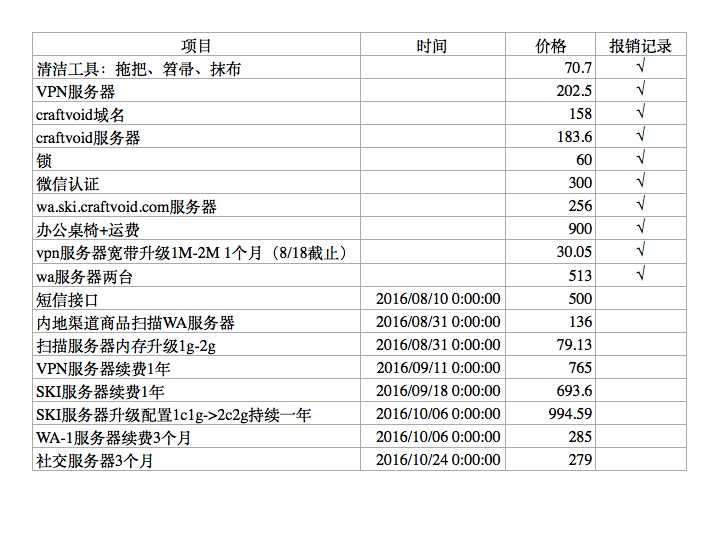 项目 时间 价格 报销记录
清洁工具：拖把、笤帚、抹布 70.7 √
VPN服务器 202.5 √
craftvoid域名 158 √
craftvoid服务器 183.6 √
锁 60 √
微信认证 300 √
wa.ski.craftvoid.com服务器 256 √
办公桌椅+运费 900 √
vpn服务器宽带升级1M-2M 1个月（8/18截止） 30.05 √
wa服务器两台 513 √
短信接口 2016/08/10 0:00:00 500
内地渠道商品扫描WA服务器 2016/08/31 0:00:00 136
扫描服务器内存升级1g-2g 2016/08/31 0:00:00 79.13
VPN服务器续费1年 2016/09/11 0:00:00 765
SKI服务器续费1年 2016/09/18 0:00:00 693.6
SKI服务器升级配置1c1g->2c2g持续一年 2016/10/06 0:00:00 994.59
WA-1服务器续费3个月 2016/10/06 0:00:00 285
社交服务器3个月 2016/10/24 0:00:00 279